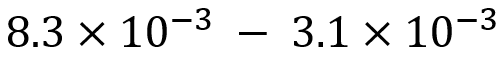 8.3 × 10⁻³ − 3.1 × 10⁻³